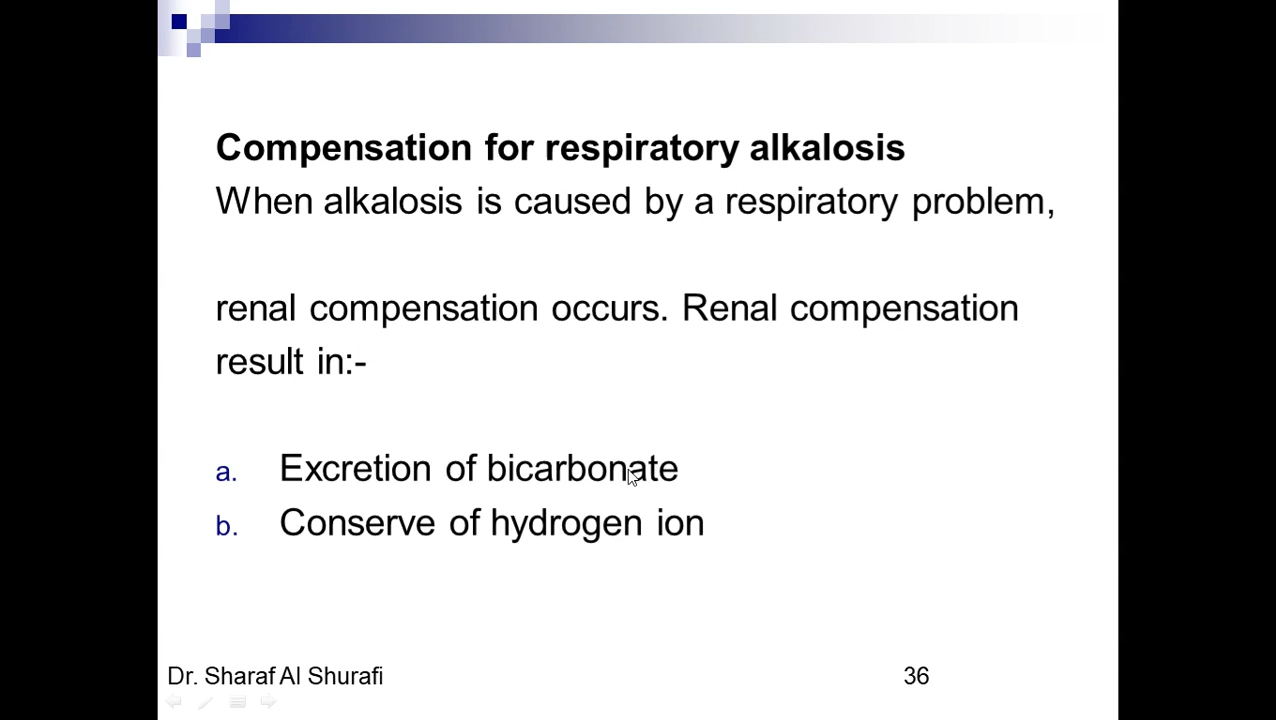 Compensation for respiratory alkalosis
When alkalosis is caused by a respiratory problem,
renal compensation occurs. Renal compensation
result in:-
a. Excretion of bicarbonate
b. Conserve of hydrogen ion
Dr. Sharaf Al Shurafi 36